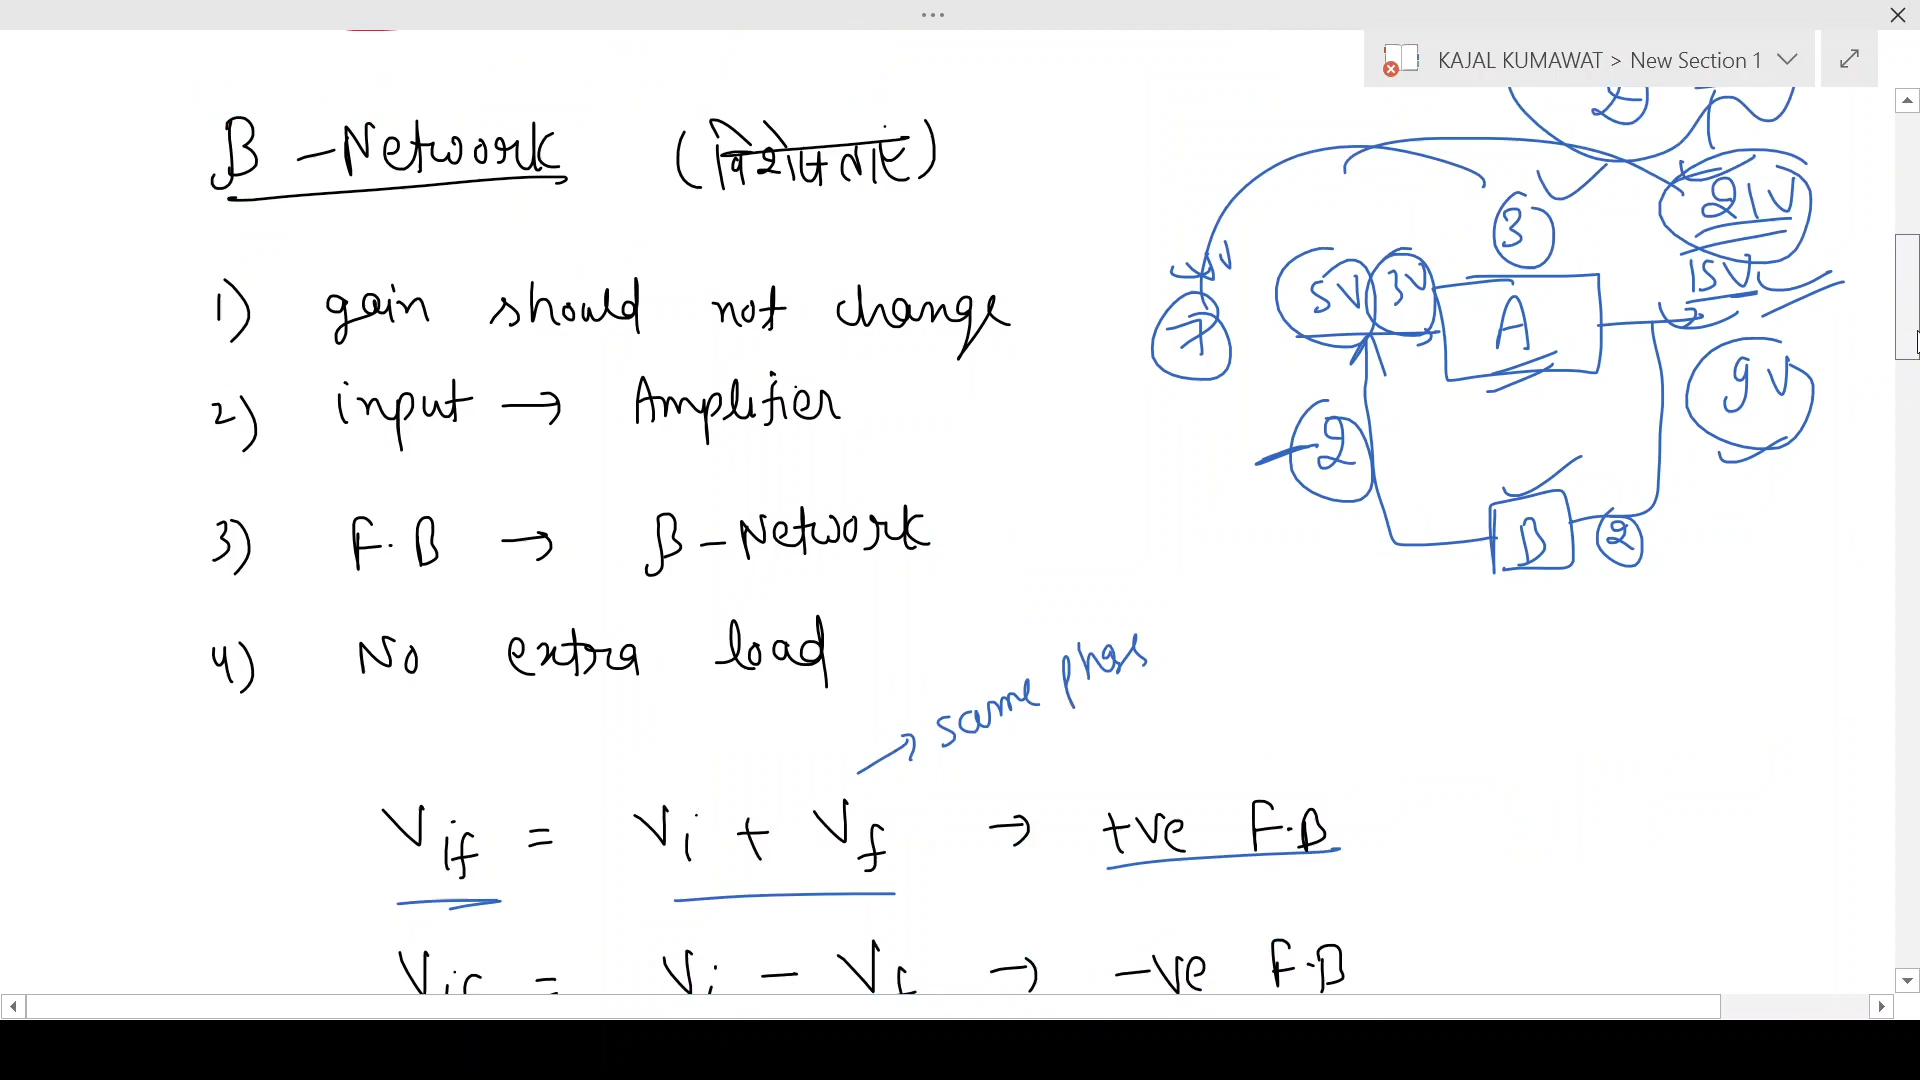 KAJAL KUMAWAT > New Section 1
β - Network (विशेषताएं)
1) gain should not change
2) input → Amplifier
3) F.B → β - Network
4) No extra load
same phase
Vif = Vi + Vf → +ve F.B
Vif = Vi - Vf → -ve F.B
21V
3
15V
5V 3V
A
7
9V
2
B 2